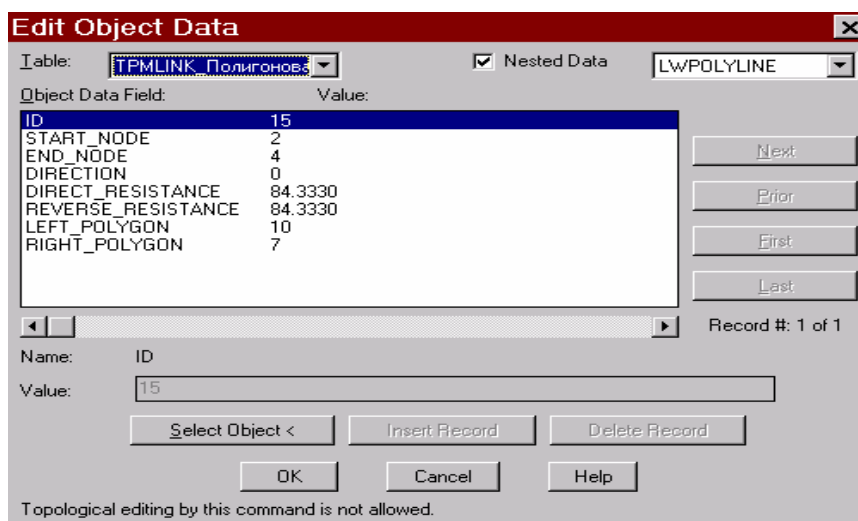 Edit Object Data
Table: TPMLINK_Полигонова Nested Data LWPOLYLINE
Object Data Field: Value:
ID 15
START_NODE 2
END_NODE 4
DIRECTION 0
DIRECT_RESISTANCE 84.3330
REVERSE_RESISTANCE 84.3330
LEFT_POLYGON 10
RIGHT_POLYGON 7
Next
Prior
First
Last
Record #: 1 of 1
Name: ID
Value: 15
Select Object < Insert Record Delete Record
OK Cancel Help
Topological editing by this command is not allowed.